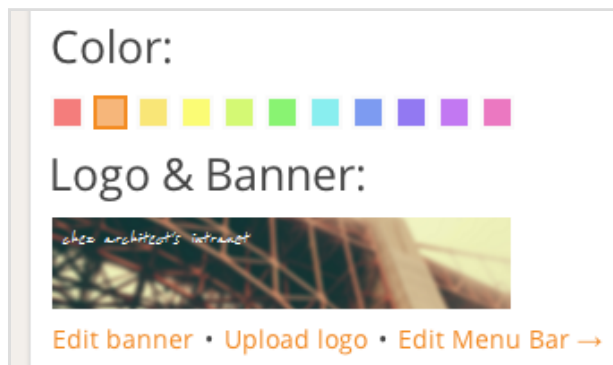 Color:
Logo & Banner:
chez architect's intranet
Edit banner • Upload logo • Edit Menu Bar →